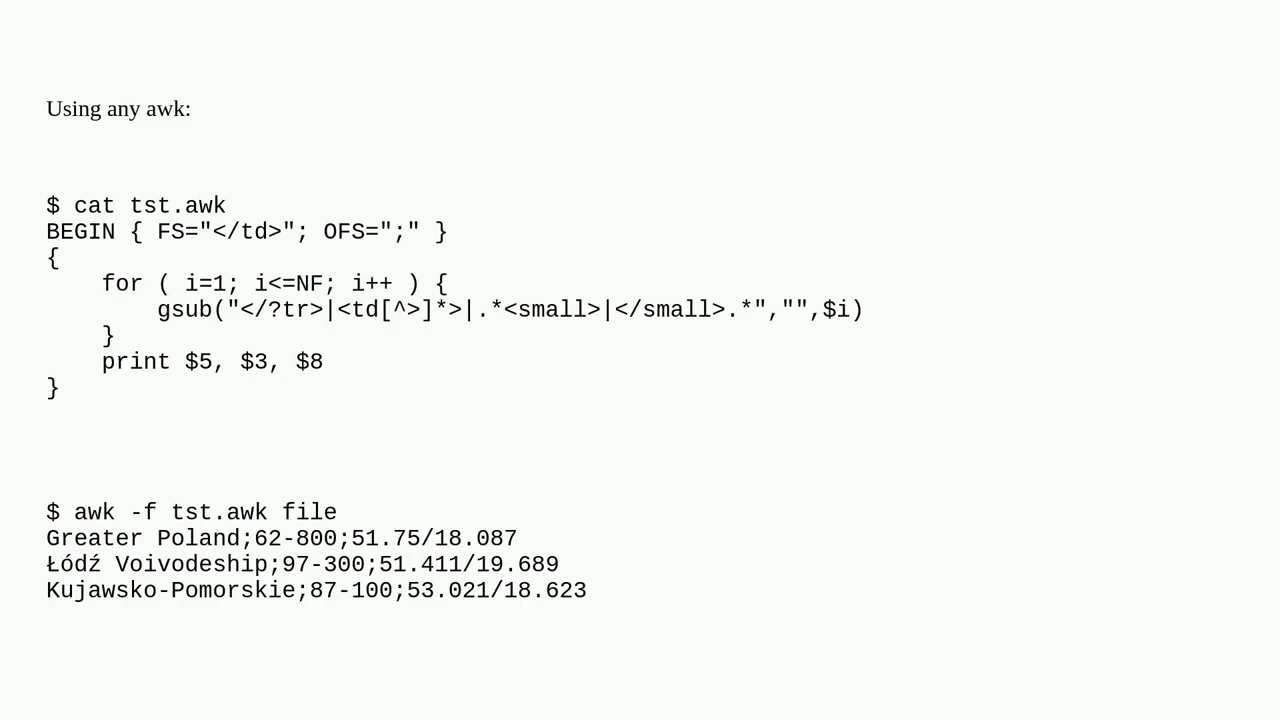 Using any awk:
$ cat tst.awk
BEGIN { FS="</td>"; OFS=";" }
{
    for ( i=1; i<=NF; i++ ) {
        gsub("</?tr>|<td[^>]*>|.*<small>|</small>.*","",$i)
    }
    print $5, $3, $8
}
$ awk -f tst.awk file
Greater Poland;62-800;51.75/18.087
Łódź Voivodeship;97-300;51.411/19.689
Kujawsko-Pomorskie;87-100;53.021/18.623